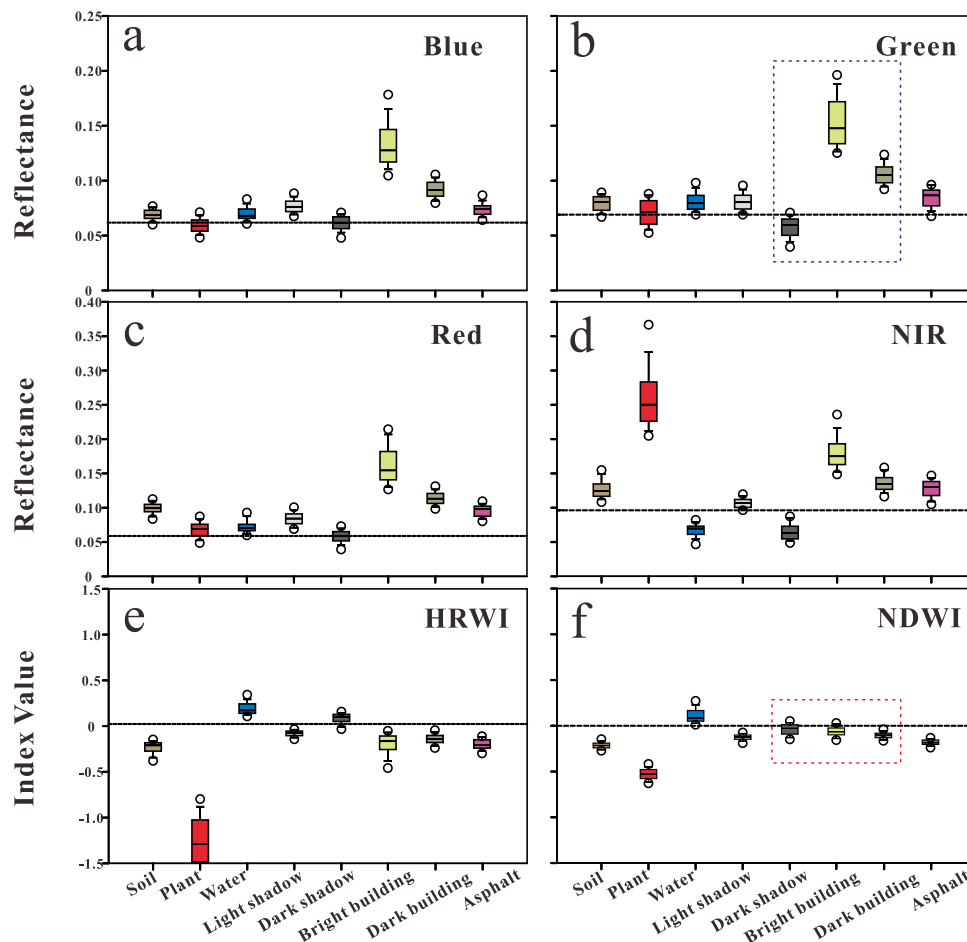 a
Blue
b
Green
Reflectance
0.25
0.20
0.15
0.10
0.05
0
c
Red
d
NIR
Reflectance
0.40
0.35
0.30
0.25
0.20
0.15
0.10
0.05
0
e
HRWI
f
NDWI
Index Value
1.5
1.0
0.5
0
-0.5
-1.0
-1.5
Soil
Plant
Water
Light shadow
Dark shadow
Bright building
Dark building
Asphalt
Soil
Plant
Water
Light shadow
Dark shadow
Bright building
Dark building
Asphalt